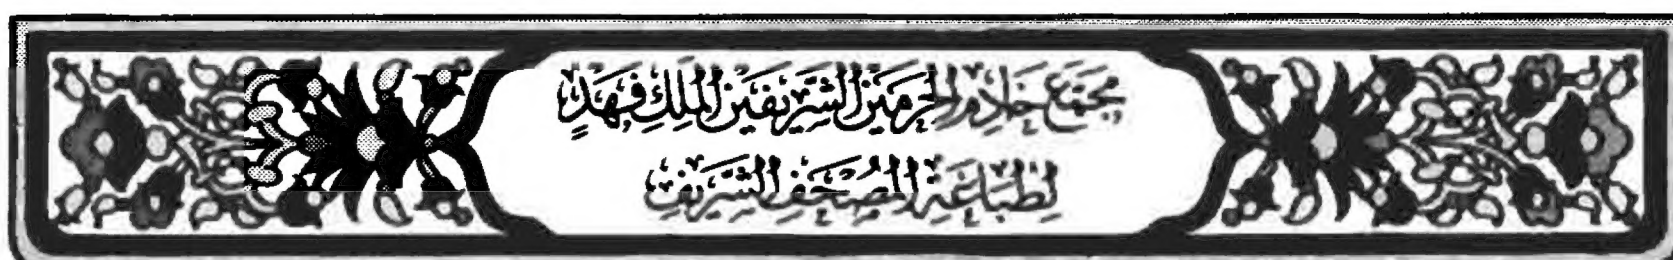 مجمع خادم الحرمين الشريفين الملك فهد
لطباعة المصحف الشريف